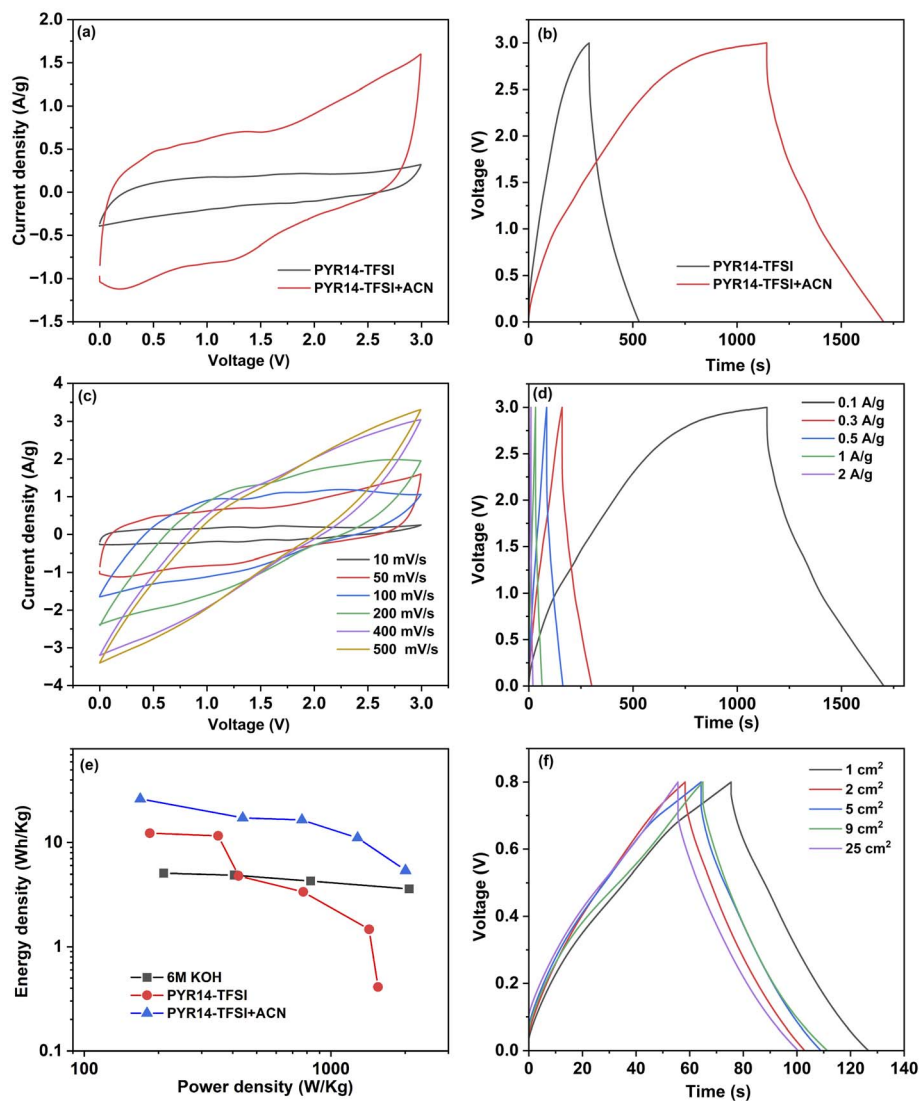 (a)
2.0
1.5
1.0
0.5
0.0
−0.5
−1.0
−1.5
Current density (A/g)
PYR14-TFSI
PYR14-TFSI+ACN
0.0 0.5 1.0 1.5 2.0 2.5 3.0
Voltage (V)
(b)
3.0
2.5
2.0
1.5
1.0
0.5
0.0
Voltage (V)
PYR14-TFSI
PYR14-TFSI+ACN
0 500 1000 1500
Time (s)
(c)
4
3
2
1
0
−1
−2
−3
−4
Current density (A/g)
10 mV/s
50 mV/s
100 mV/s
200 mV/s
400 mV/s
500 mV/s
0.0 0.5 1.0 1.5 2.0 2.5 3.0
Voltage (V)
(d)
3.0
2.5
2.0
1.5
1.0
0.5
0.0
Voltage (V)
0.1 A/g
0.3 A/g
0.5 A/g
1 A/g
2 A/g
0 500 1000 1500
Time (s)
(e)
10
1
0.1
Energy density (Wh/Kg)
6M KOH
PYR14-TFSI
PYR14-TFSI+ACN
100 1000
Power density (W/Kg)
(f)
0.8
0.6
0.4
0.2
0.0
Voltage (V)
1 cm²
2 cm²
5 cm²
9 cm²
25 cm²
0 20 40 60 80 100 120 140
Time (s)